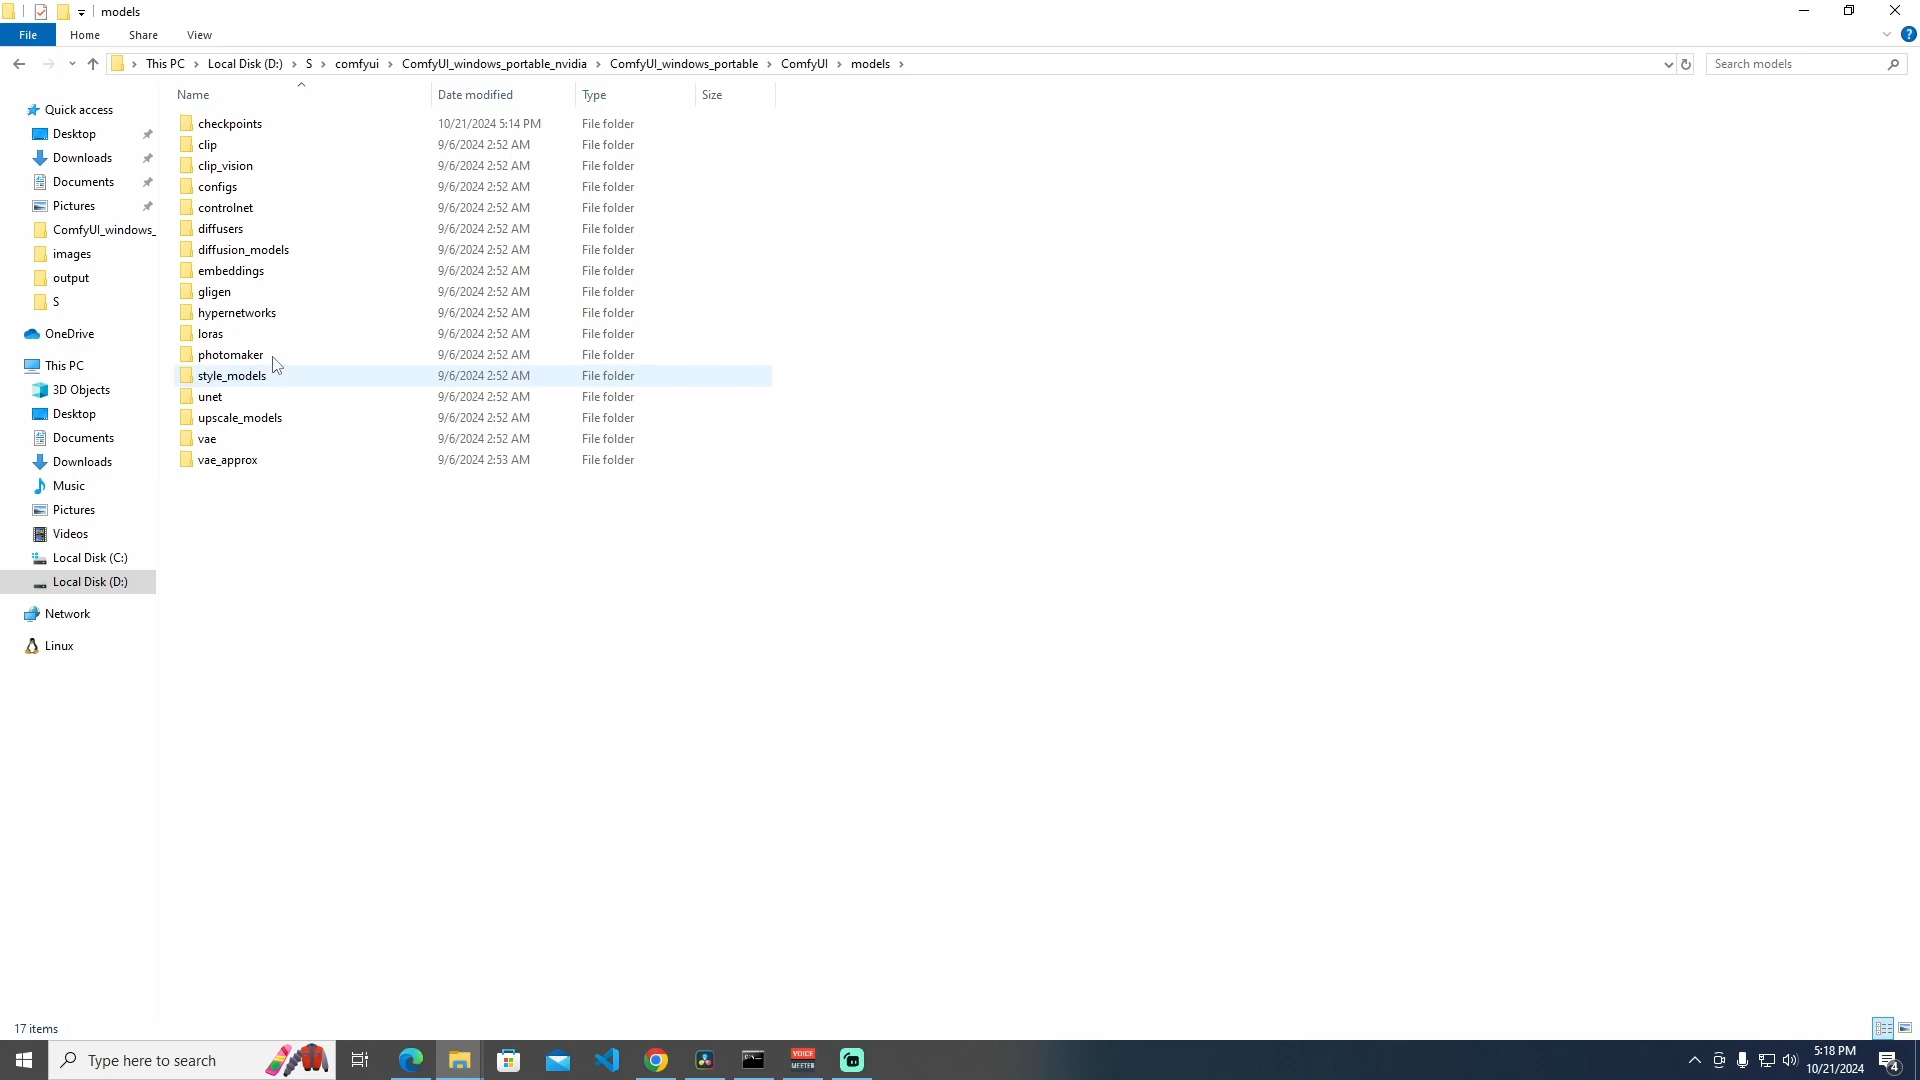 models
File Home Share View
This PC Local Disk (D:) S comfyui ComfyUI_windows_portable_nvidia ComfyUI_windows_portable ComfyUI models
Search models
Name Date modified Type Size
Quick access
Desktop
Downloads
Documents
Pictures
ComfyUI_windows_
images
output
S
OneDrive
This PC
3D Objects
Desktop
Documents
Downloads
Music
Pictures
Videos
Local Disk (C:)
Local Disk (D:)
Network
Linux
checkpoints 10/21/2024 5:14 PM File folder
clip 9/6/2024 2:52 AM File folder
clip_vision 9/6/2024 2:52 AM File folder
configs 9/6/2024 2:52 AM File folder
controlnet 9/6/2024 2:52 AM File folder
diffusers 9/6/2024 2:52 AM File folder
diffusion_models 9/6/2024 2:52 AM File folder
embeddings 9/6/2024 2:52 AM File folder
gligen 9/6/2024 2:52 AM File folder
hypernetworks 9/6/2024 2:52 AM File folder
loras 9/6/2024 2:52 AM File folder
photomaker 9/6/2024 2:52 AM File folder
style_models 9/6/2024 2:52 AM File folder
unet 9/6/2024 2:52 AM File folder
upscale_models 9/6/2024 2:52 AM File folder
vae 9/6/2024 2:52 AM File folder
vae_approx 9/6/2024 2:53 AM File folder
17 items
Type here to search
VOICE
MEETER
5:18 PM
10/21/2024
4